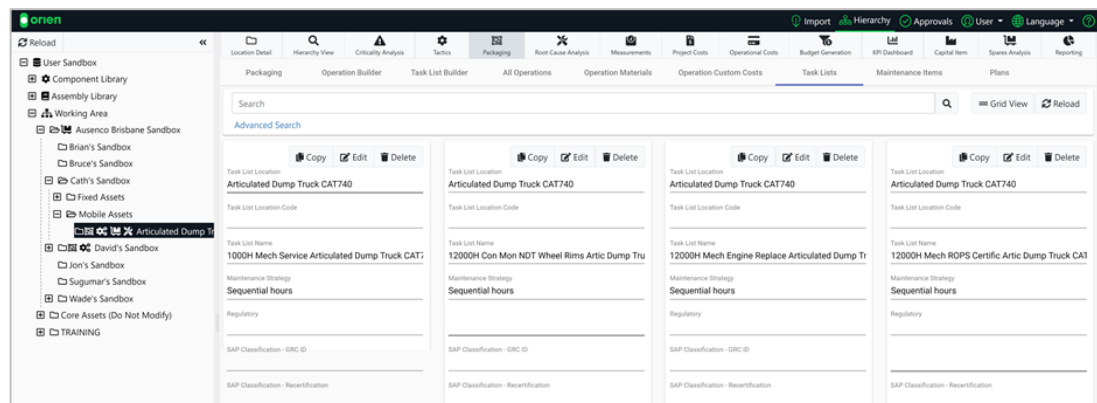 orien
Import Hierarchy Approvals User Language
Reload «
User Sandbox
Component Library
Assembly Library
Working Area
Ausenco Brisbane Sandbox
Brian's Sandbox
Bruce's Sandbox
Cath's Sandbox
Fixed Assets
Mobile Assets
Articulated Dump Tr
David's Sandbox
Jon's Sandbox
Sugumar's Sandbox
Wade's Sandbox
Core Assets (Do Not Modify)
TRAINING
Location Detail Hierarchy View Criticality Analysis Tactics Packaging Root Cause Analysis Measurements Project Costs Operational Costs Budget Generation KPI Dashboard Capital Item Spares Analysis Reporting
Packaging Operation Builder Task List Builder All Operations Operation Materials Operation Custom Costs Task Lists Maintenance Items Plans
Search Grid View Reload
Advanced Search
Copy Edit Delete
Task List Location
Articulated Dump Truck CAT740
Task List Location Code
Task List Name
1000H Mech Service Articulated Dump Truck CAT7
Maintenance Strategy
Sequential hours
Regulatory
SAP Classification - GRC ID
SAP Classification - Recertification
Copy Edit Delete
Task List Location
Articulated Dump Truck CAT740
Task List Location Code
Task List Name
12000H Con Mon NDT Wheel Rims Artic Dump Tru
Maintenance Strategy
Sequential hours
Regulatory
SAP Classification - GRC ID
SAP Classification - Recertification
Copy Edit Delete
Task List Location
Articulated Dump Truck CAT740
Task List Location Code
Task List Name
12000H Mech Engine Replace Articulated Dump Tr
Maintenance Strategy
Sequential hours
Regulatory
SAP Classification - GRC ID
SAP Classification - Recertification
Copy Edit Delete
Task List Location
Articulated Dump Truck CAT740
Task List Location Code
Task List Name
12000H Mech ROPS Certific Artic Dump Truck CAT
Maintenance Strategy
Sequential hours
Regulatory
SAP Classification - GRC ID
SAP Classification - Recertification